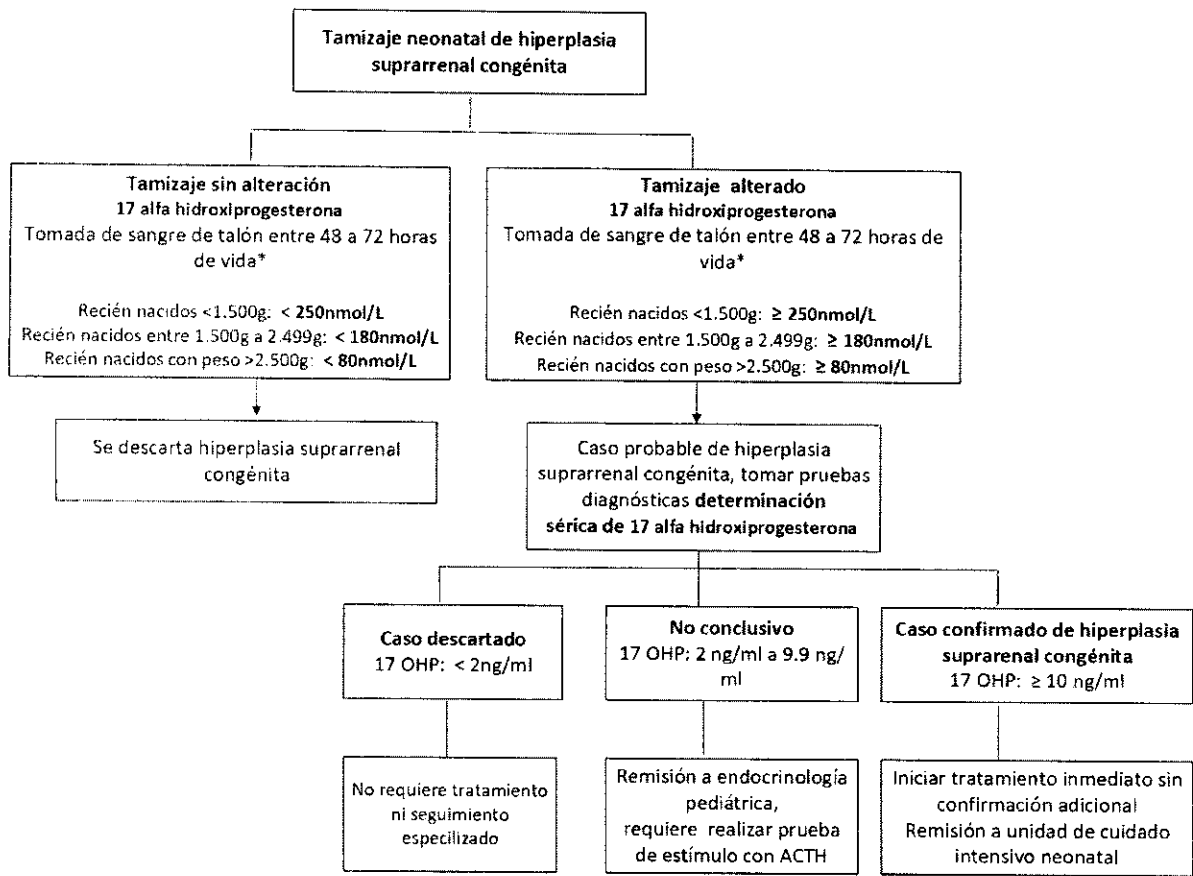 Tamizaje neonatal de hiperplasia
suprarrenal congénita
Tamizaje sin alteración
17 alfa hidroxiprogesterona
Tomada de sangre de talón entre 48 a 72 horas
de vida*
Recién nacidos <1.500g: < 250nmol/L
Recién nacidos entre 1.500g a 2.499g: < 180nmol/L
Recién nacidos con peso >2.500g: < 80nmol/L
Tamizaje alterado
17 alfa hidroxiprogesterona
Tomada de sangre de talón entre 48 a 72 horas de
vida*
Recién nacidos <1.500g: ≥ 250nmol/L
Recién nacidos entre 1.500g a 2.499g: ≥ 180nmol/L
Recién nacidos con peso >2.500g: ≥ 80nmol/L
Se descarta hiperplasia suprarrenal
congénita
Caso probable de hiperplasia
suprarrenal congénita, tomar pruebas
diagnósticas determinación
sérica de 17 alfa hidroxiprogesterona
Caso descartado
17 OHP: < 2ng/ml
No conclusivo
17 OHP: 2 ng/ml a 9.9 ng/
ml
Caso confirmado de hiperplasia
suprarenal congénita
17 OHP: ≥ 10 ng/ml
No requiere tratamiento
ni seguimiento
especilizado
Remisión a endocrinología
pediátrica,
requiere realizar prueba
de estímulo con ACTH
Iniciar tratamiento inmediato sin
confirmación adicional
Remisión a unidad de cuidado
intensivo neonatal